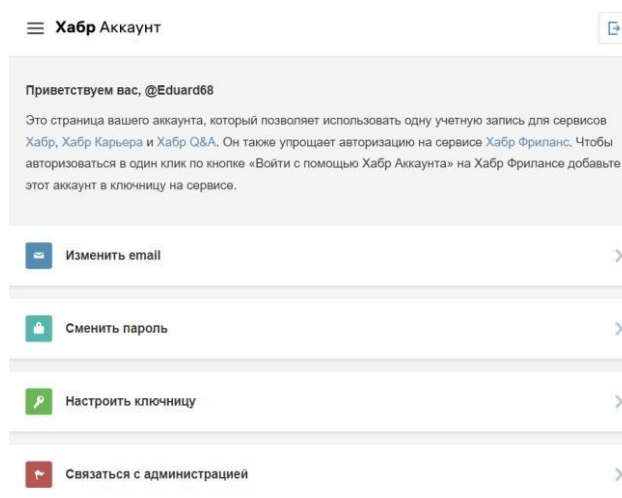 Хабр Аккаунт
Приветствуем вас, @Eduard68
Это страница вашего аккаунта, который позволяет использовать одну учетную запись для сервисов
Хабр, Хабр Карьера и Хабр Q&A. Он также упрощает авторизацию на сервисе Хабр Фриланс. Чтобы
авторизоваться в один клик по кнопке «Войти с помощью Хабр Аккаунта» на Хабр Фрилансе добавьте
этот аккаунт в ключницу на сервисе.
Изменить email
Сменить пароль
Настроить ключницу
Связаться с администрацией